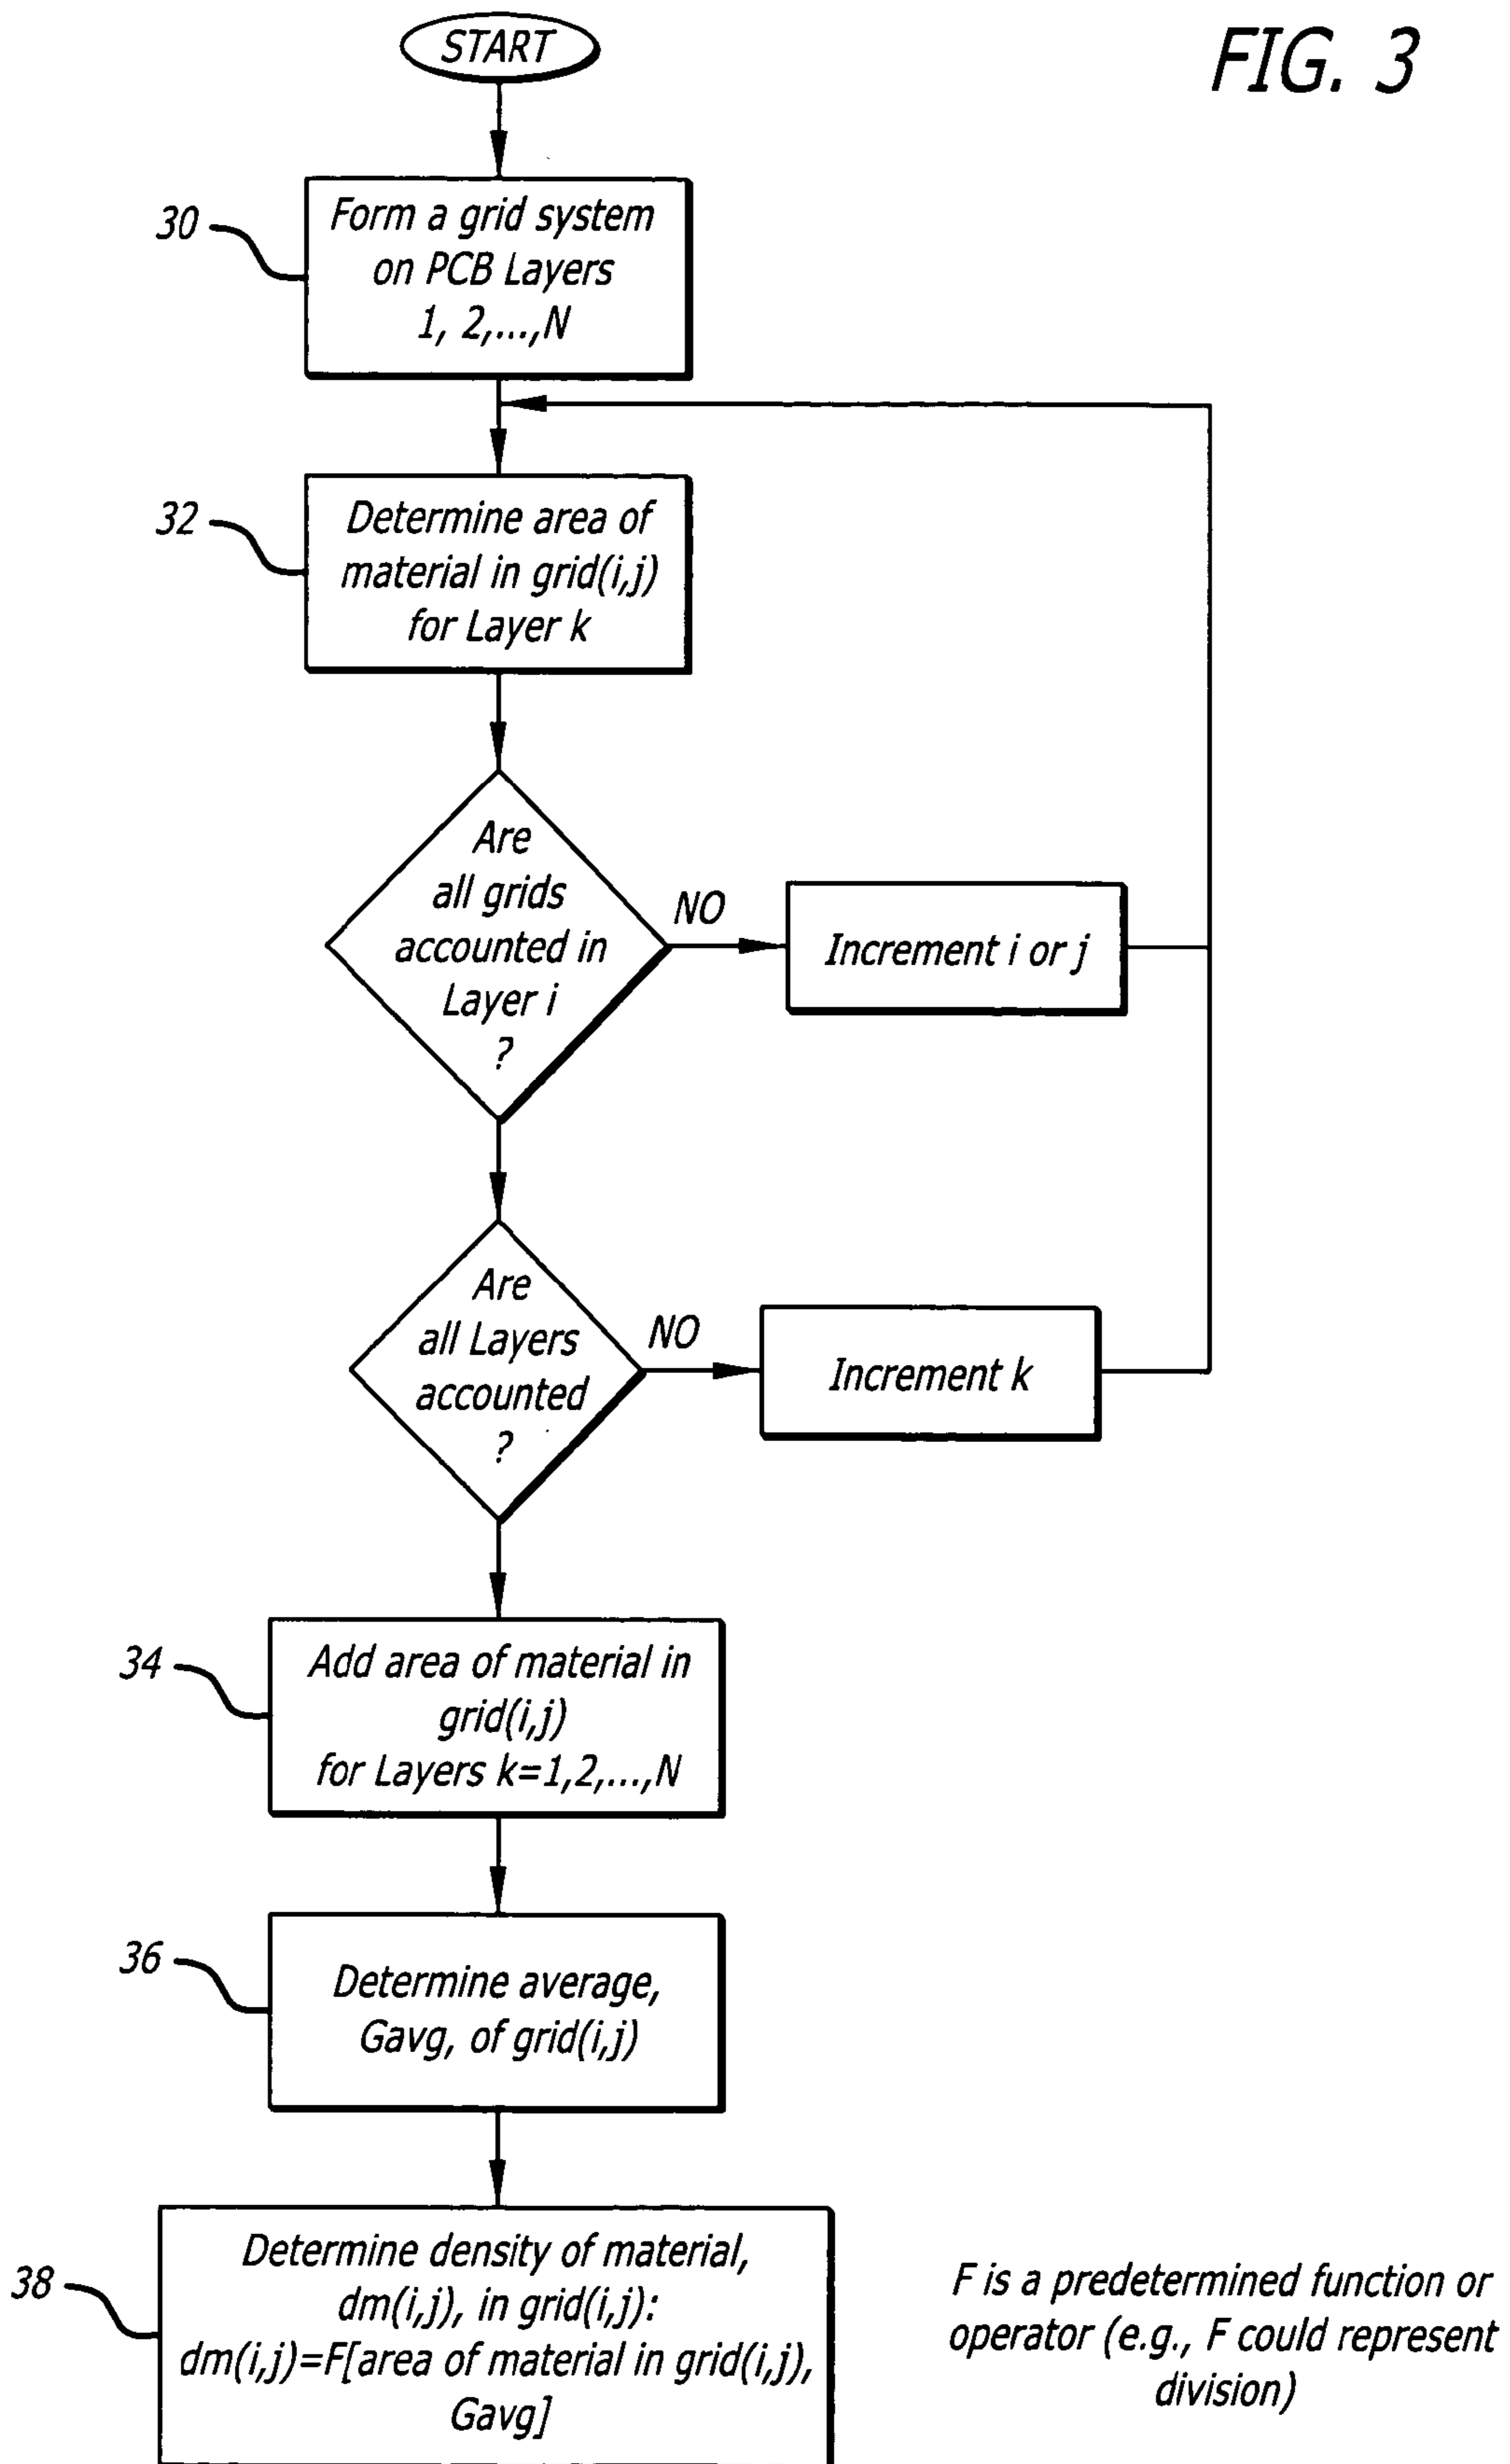 START
FIG. 3
30
Form a grid system
on PCB Layers
1, 2,...,N
32
Determine area of
material in grid(i,j)
for Layer k
Are
all grids
accounted in
Layer i
?
NO
Increment i or j
Are
all Layers
accounted
?
NO
Increment k
34
Add area of material in
grid(i,j)
for Layers k=1,2,...,N
36
Determine average,
Gavg, of grid(i,j)
38
Determine density of material,
dm(i,j), in grid(i,j):
dm(i,j)=F[area of material in grid(i,j),
Gavg]
F is a predetermined function or
operator (e.g., F could represent
division)